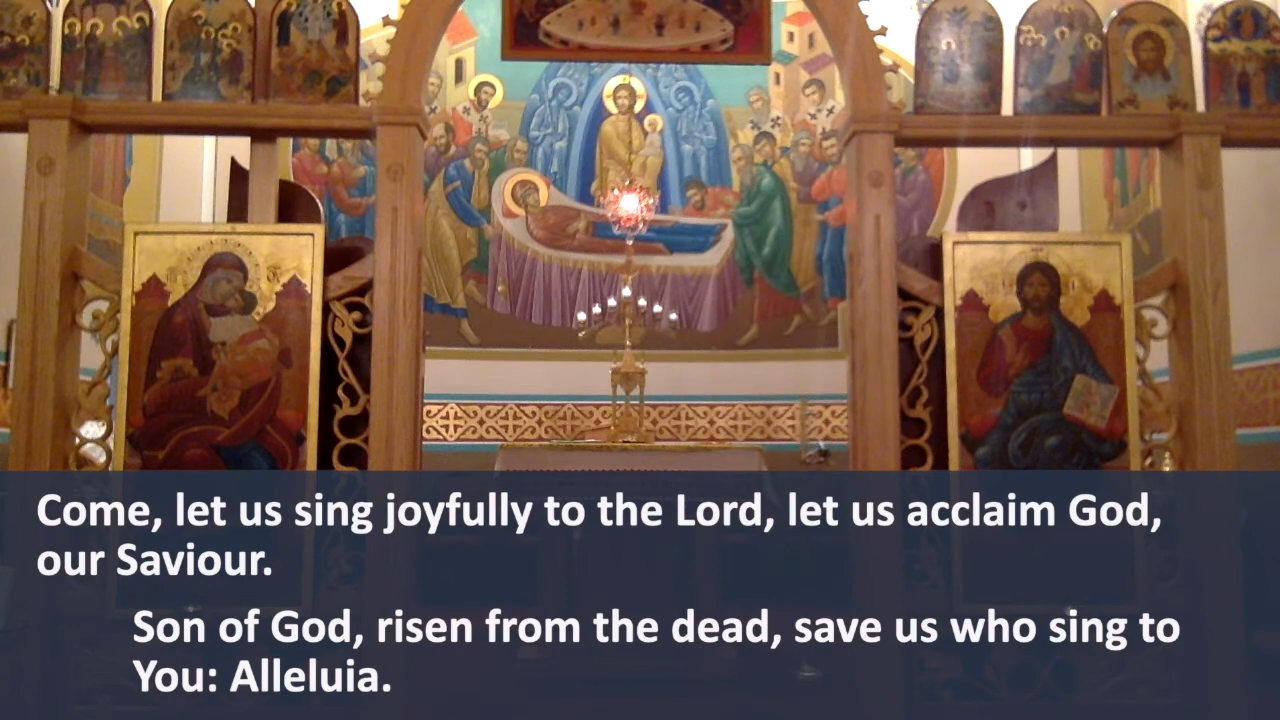 Come, let us sing joyfully to the Lord, let us acclaim God,
our Saviour.
Son of God, risen from the dead, save us who sing to
You: Alleluia.